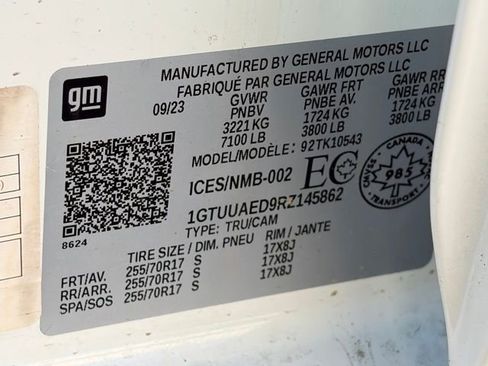 gm
MANUFACTURED BY GENERAL MOTORS LLC
FABRIQUÉ PAR GENERAL MOTORS LLC
09/23 GVWR GAWR FRT GAWR RR
PNBV PNBE AV. PNBE ARR
3221 KG 1724 KG 1724 KG
7100 LB 3800 LB 3800 LB
MODEL/MODÈLE: 92TK10543
ICES/NMB-002 EC
CANADA
985
CMVSS
1GTUUAED9RZ145862
TYPE: TRU/CAM
8624
TIRE SIZE / DIM. PNEU RIM / JANTE
FRT/AV. 255/70R17 S 17X8J
RR/ARR. 255/70R17 S 17X8J
SPA/SOS 255/70R17 S 17X8J